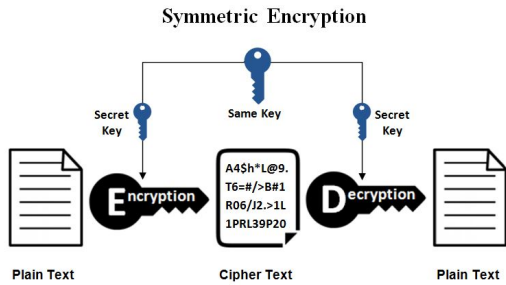 Symmetric Encryption
Secret
Key
Same Key
Secret
Key
A4$h*L@9.
T6=#/>B#1
R06/J2.>1L
1PRL39P20
Encryption
Decryption
Plain Text
Cipher Text
Plain Text